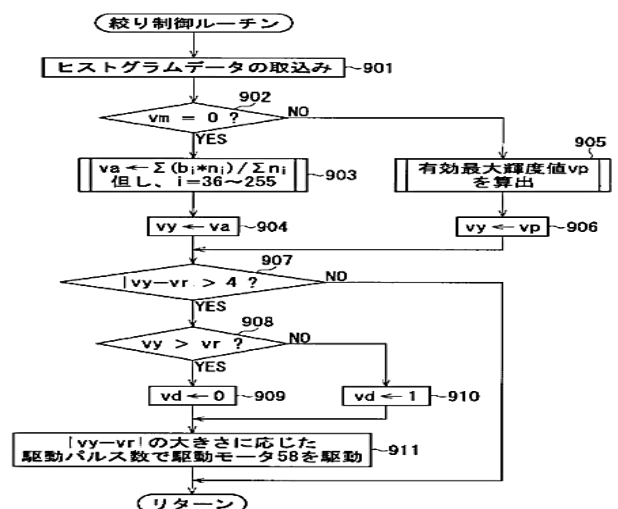 絞り制御ルーチン
ヒストグラムデータの取込み
901
902
vm = 0 ?
NO
YES
va←Σ(bi*ni)/Σni
但し、i=36～255
903
905
有効最大輝度値vp
を算出
vy ← va
904
vy ← vp
906
907
|vy−vr > 4 ?
NO
YES
908
vy > vr ?
NO
YES
vd ← 0
909
vd ← 1
910
|vy−vr|の大きさに応じた
駆動パルス数で駆動モータ58を駆動
911
リターン